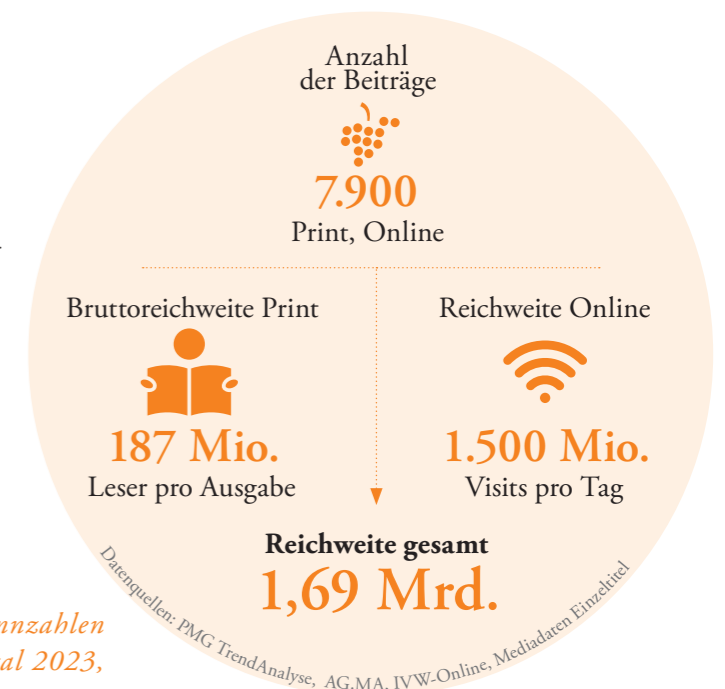 Anzahl
der Beiträge
7.900
Print, Online
Bruttoreichweite Print
187 Mio.
Leser pro Ausgabe
Reichweite Online
1.500 Mio.
Visits pro Tag
Reichweite gesamt
1,69 Mrd.
Datenquellen: PMG TrendAnalyse, AG.MA, IVW-Online, Mediadaten Einzeltitel
nnzahlen
al 2023,